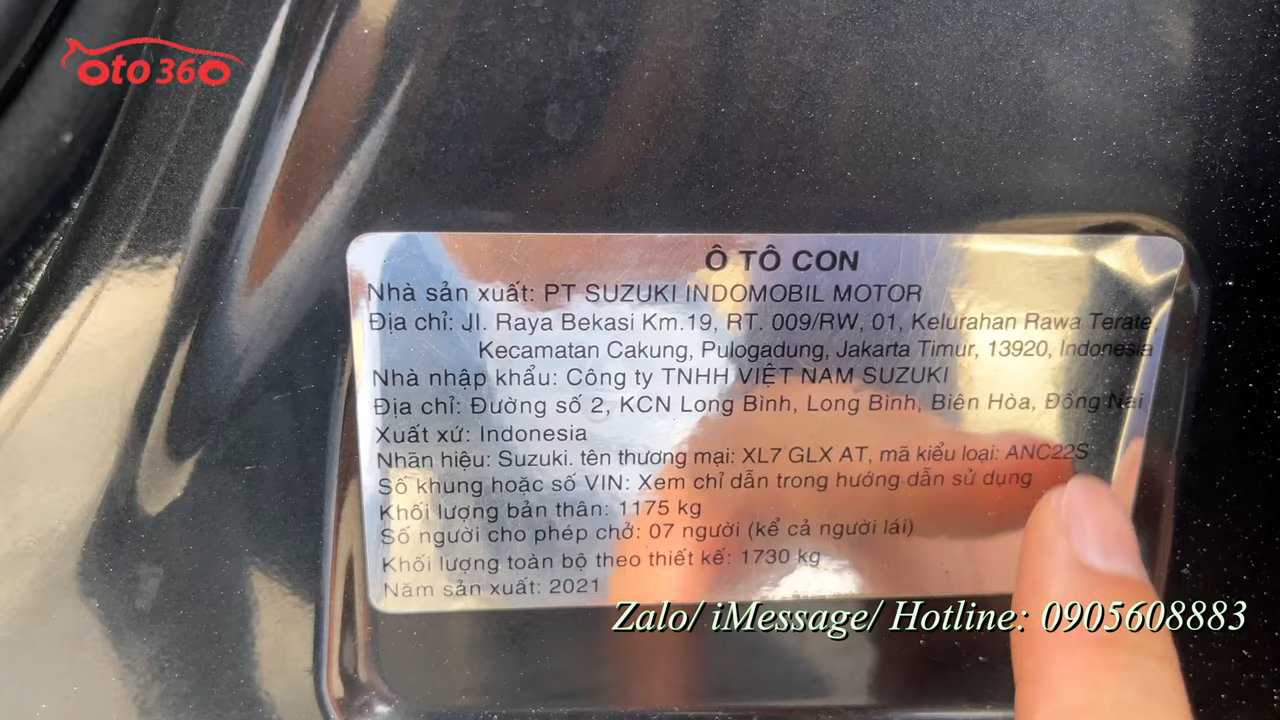 oto360
Ô TÔ CON
Nhà sản xuất: PT SUZUKI INDOMOBIL MOTOR
Địa chỉ: Jl. Raya Bekasi Km.19, RT. 009/RW, 01, Kelurahan Rawa Terate,
Kecamatan Cakung, Pulogadung, Jakarta Timur, 13920, Indonesia
Nhà nhập khẩu: Công ty TNHH VIỆT NAM SUZUKI
Địa chỉ: Đường số 2, KCN Long Bình, Long Bình, Biên Hòa, Đồng Nai
Xuất xứ: Indonesia
Nhãn hiệu: Suzuki. tên thương mại: XL7 GLX AT, mã kiểu loại: ANC22S
Số khung hoặc số VIN: Xem chỉ dẫn trong hướng dẫn sử dụng
Khối lượng bản thân: 1175 kg
Số người cho phép chở: 07 người (kể cả người lái)
Khối lượng toàn bộ theo thiết kế: 1730 kg
Năm sản xuất: 2021
Zalo/ iMessage/ Hotline: 0905608883